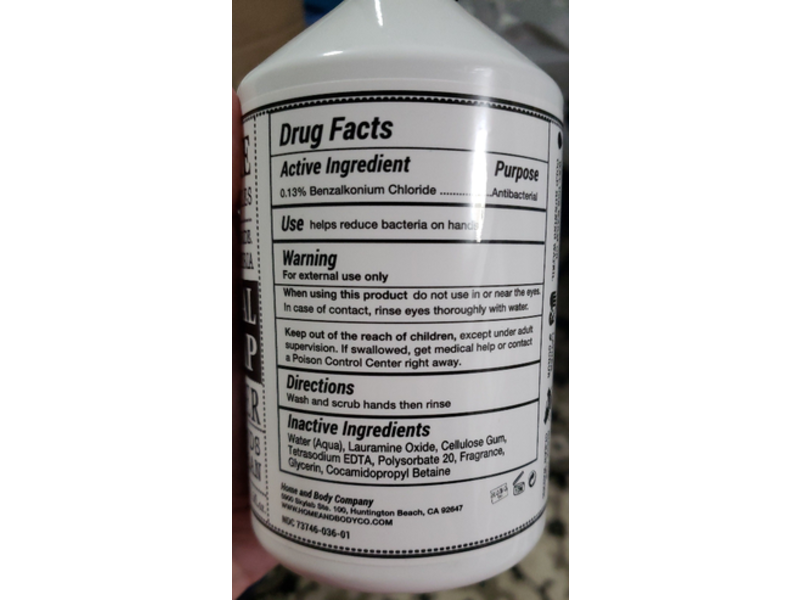 Drug Facts
Active Ingredient Purpose
0.13% Benzalkonium Chloride ..............Antibacterial
Use helps reduce bacteria on hands
Warning
For external use only
When using this product do not use in or near the eyes.
In case of contact, rinse eyes thoroughly with water.
Keep out of the reach of children, except under adult
supervision. If swallowed, get medical help or contact
a Poison Control Center right away.
Directions
Wash and scrub hands then rinse
Inactive Ingredients
Water (Aqua), Lauramine Oxide, Cellulose Gum,
Tetrasodium EDTA, Polysorbate 20, Fragrance,
Glycerin, Cocamidopropyl Betaine
Home and Body Company
5800 Skylab Ste. 100, Huntington Beach, CA 92647
WWW.HOMEANDBODYCO.COM
NDC 73746-036-01